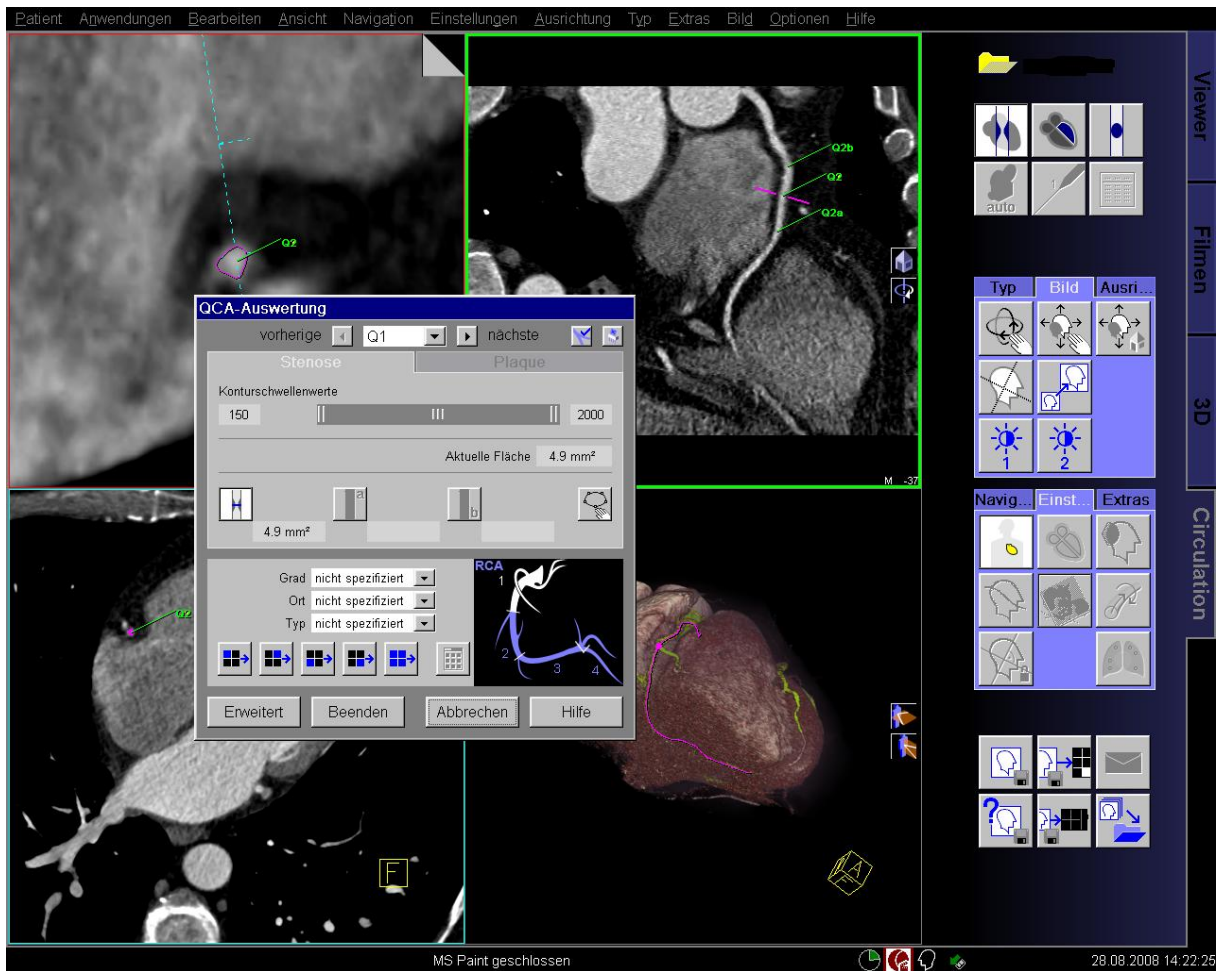 Patient Anwendungen Bearbeiten Ansicht Navigation Einstellungen Ausrichtung Typ Extras Bild Optionen Hilfe
Q2
Q2b
Q2
Q2a
M -37
Q2
F
A
F
QCA-Auswertung
vorherige Q1 nächste
Stenose Plaque
Konturschwellenwerte
150 2000
Aktuelle Fläche 4.9 mm²
a
b
4.9 mm²
Grad nicht spezifiziert
Ort nicht spezifiziert
Typ nicht spezifiziert
RCA
1
2
3
4
Erweitert Beenden Abbrechen Hilfe
auto
1
Typ Bild Ausri...
1 2
Navig... Einst... Extras
?
Viewer
Filmen
3D
Circulation
MS Paint geschlossen
28.08.2008 14:22:25